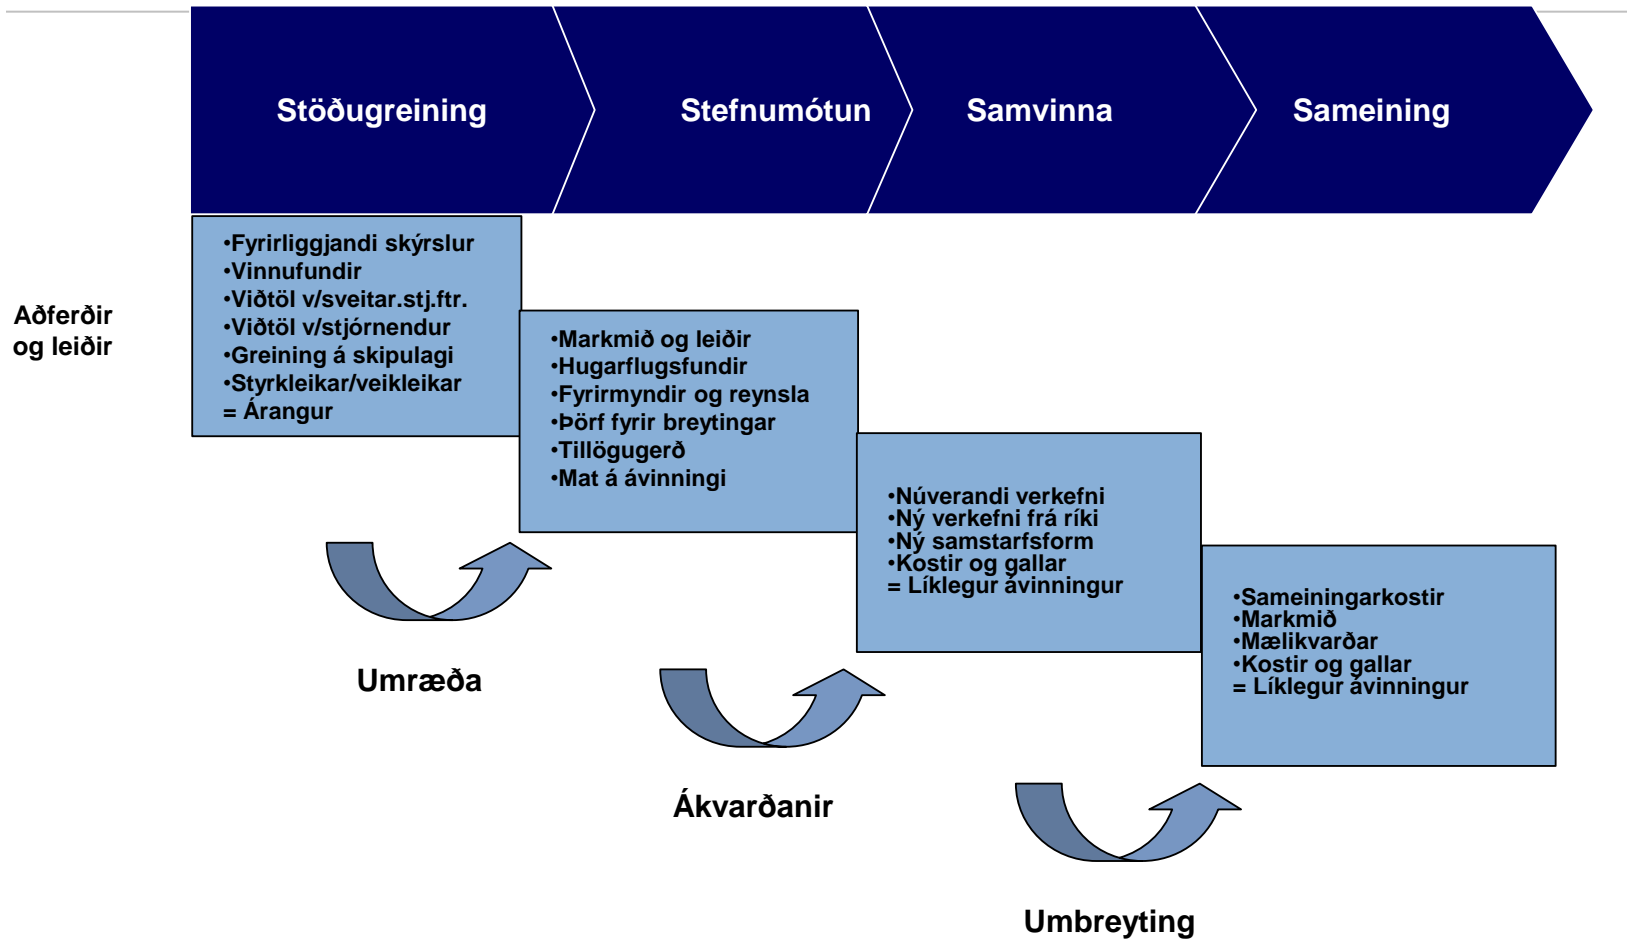 Stöðugreining
Stefnumótun
Samvinna
Sameining
Aðferðir
og leiðir
•Fyrirliggjandi skýrslur
•Vinnufundir
•Viðtöl v/sveitar.stj.ftr.
•Viðtöl v/stjórnendur
•Greining á skipulagi
•Styrkleikar/veikleikar
= Árangur
•Markmið og leiðir
•Hugarflugsfundir
•Fyrirmyndir og reynsla
•Þörf fyrir breytingar
•Tillögugerð
•Mat á ávinningi
•Núverandi verkefni
•Ný verkefni frá ríki
•Ný samstarfsform
•Kostir og gallar
= Líklegur ávinningur
•Sameiningarkostir
•Markmið
•Mælikvarðar
•Kostir og gallar
= Líklegur ávinningur
Umræða
Ákvarðanir
Umbreyting